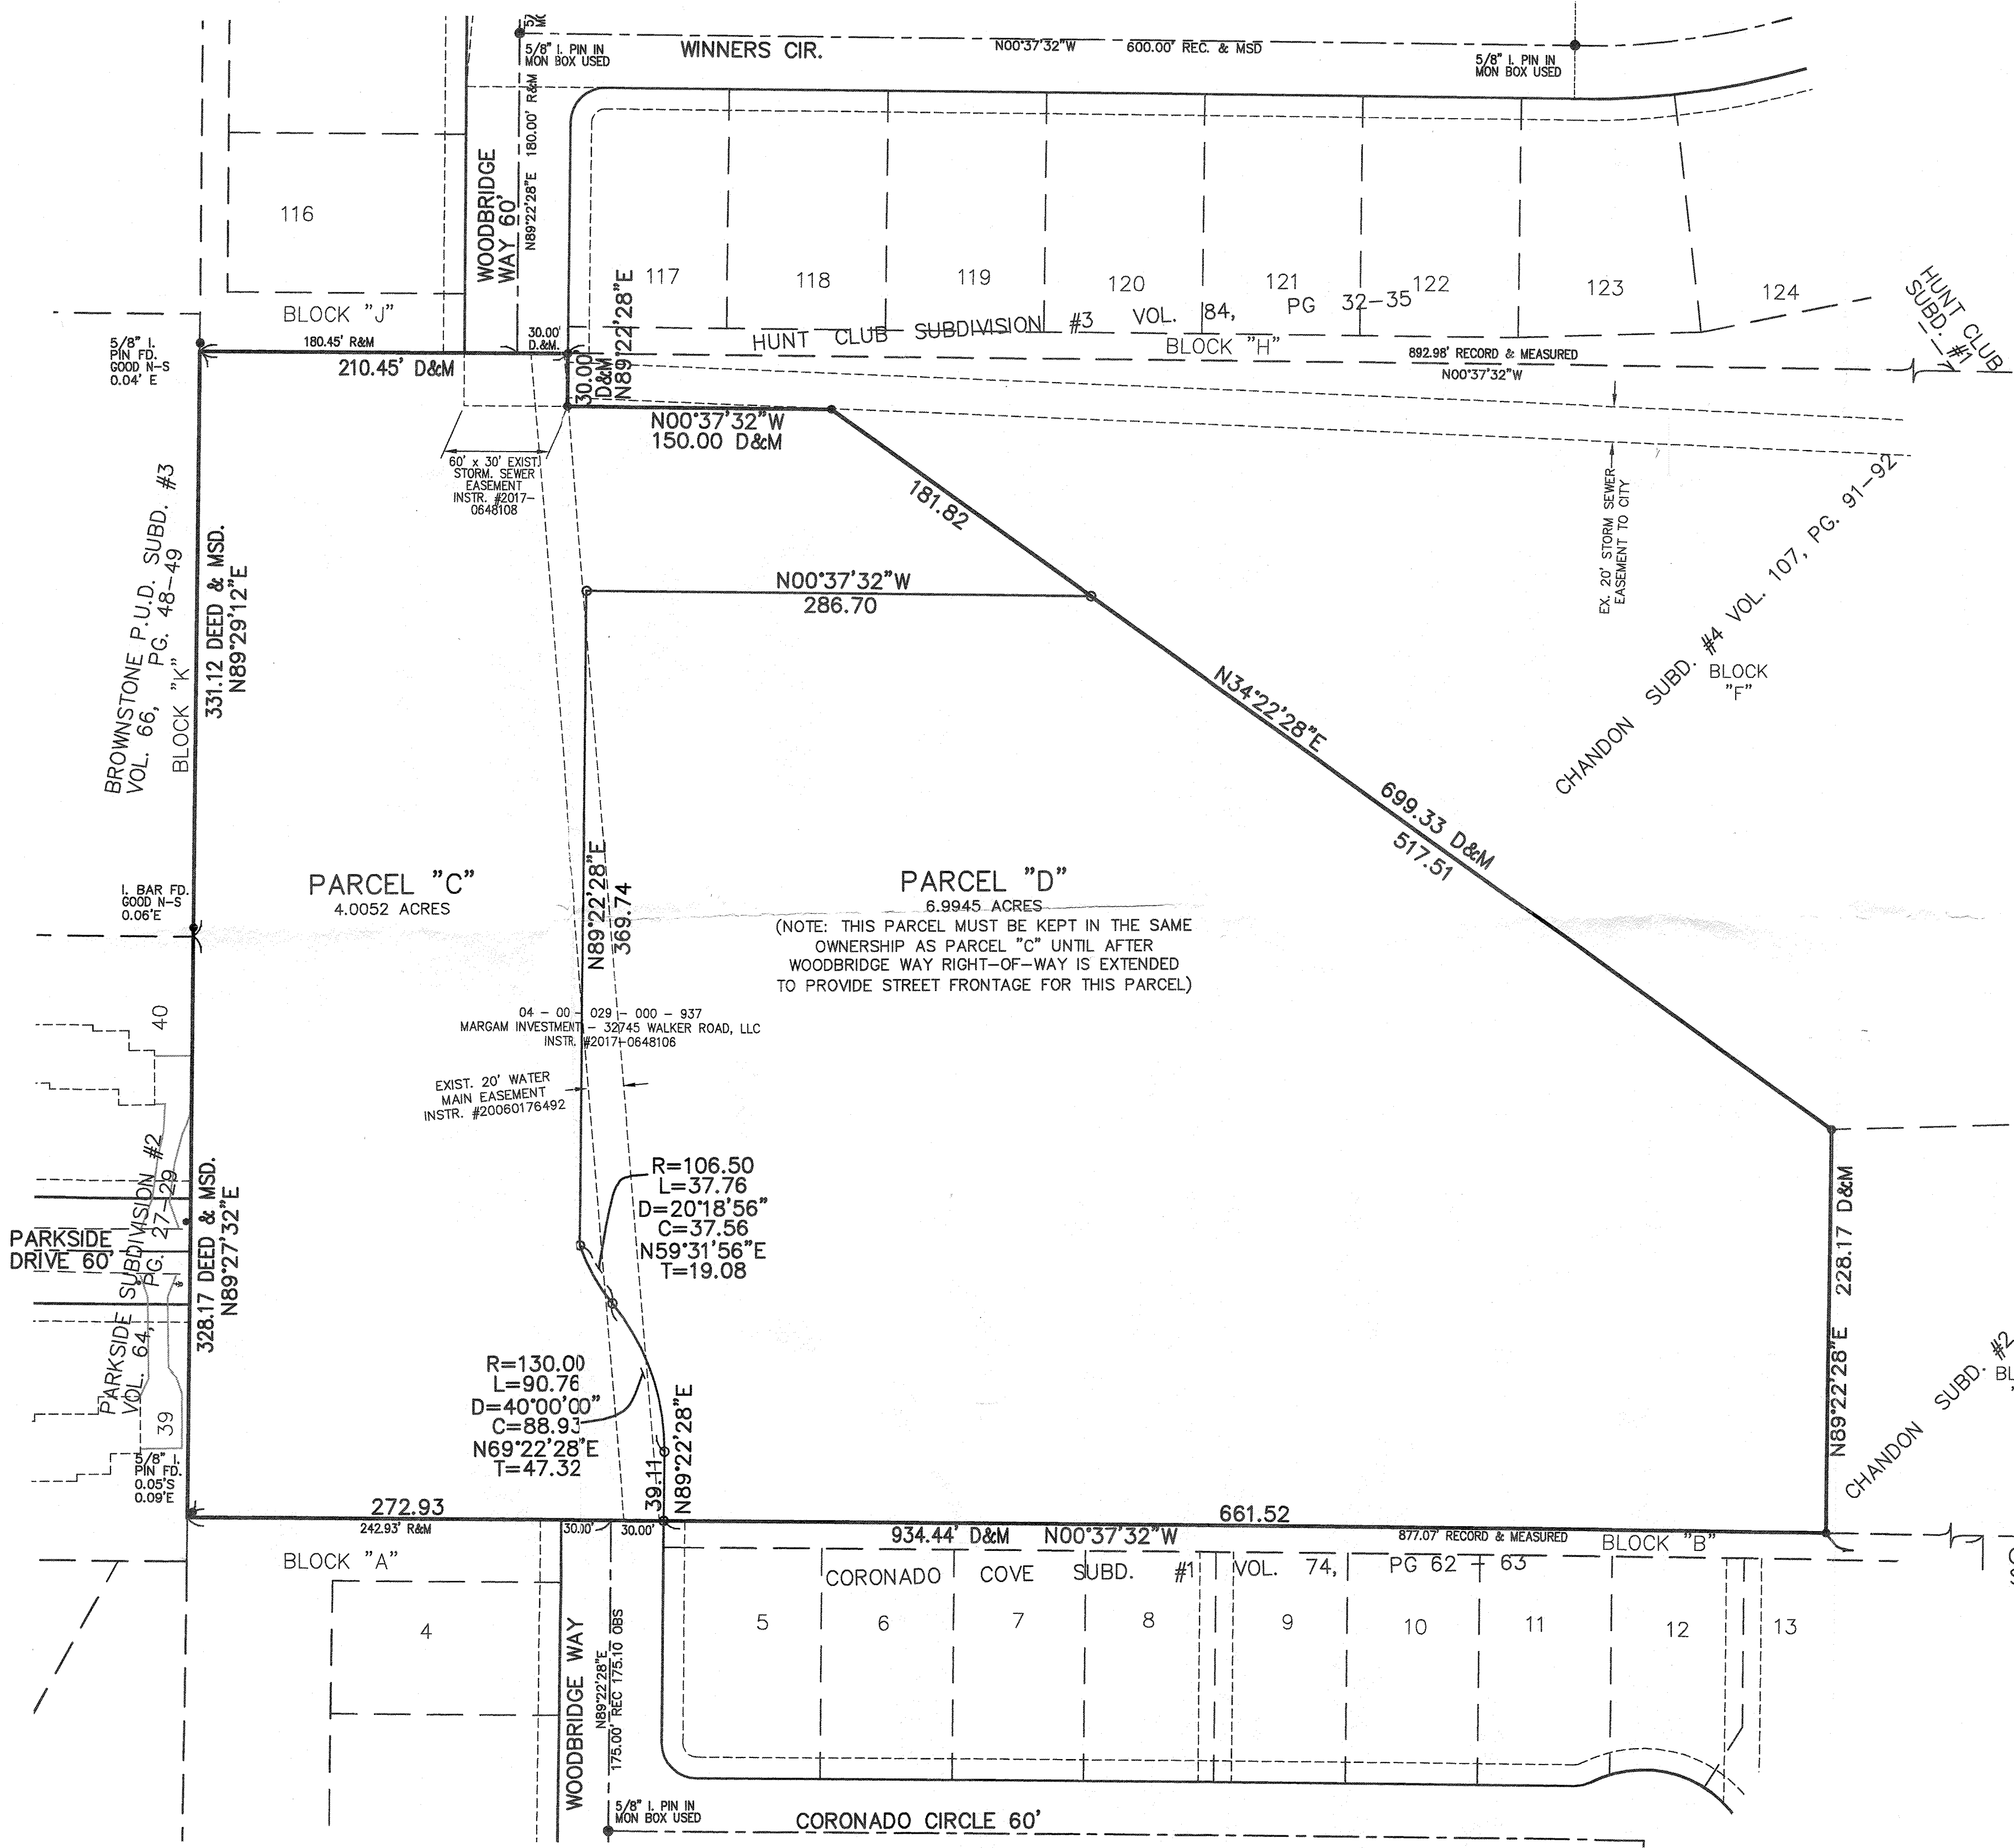 5/8" I. PIN IN
MON BOX USED
WINNERS CIR.
N00°37'32"W 600.00' REC. & MSD
5/8" I. PIN IN
MON BOX USED
WOODBRIDGE
WAY 60'
N89°22'28"E 180.00' R&M
116
117
118
119
120
121
122
123
124
BLOCK "J"
HUNT CLUB SUBDIVISION #3 VOL. 84, PG 32-35
BLOCK "H"
HUNT CLUB
SUBD. #1
5/8" I.
PIN FD.
GOOD N-S
0.04' E
180.45' R&M
30.00'
D.&M.
210.45' D&M
30.00
D&M
N89°22'28"E
892.98' RECORD & MEASURED
N00°37'32"W
N00°37'32"W
150.00 D&M
60' x 30' EXIST.
STORM. SEWER
EASEMENT
INSTR. #2017-
0648108
181.82
EX. 20' STORM SEWER
EASEMENT TO CITY
BROWNSTONE P.U.D. SUBD. #3
VOL. 66, PG. 48-49
BLOCK "K"
331.12 DEED & MSD.
N89°29'12"E
N00°37'32"W
286.70
N34°22'28"E
699.33 D&M
517.51
CHANDON SUBD. #4 VOL. 107, PG. 91-92
BLOCK
"F"
I. BAR FD.
GOOD N-S
0.06'E
PARCEL "C"
4.0052 ACRES
N89°22'28"E
369.74
PARCEL "D"
6.9945 ACRES
(NOTE: THIS PARCEL MUST BE KEPT IN THE SAME
OWNERSHIP AS PARCEL "C" UNTIL AFTER
WOODBRIDGE WAY RIGHT-OF-WAY IS EXTENDED
TO PROVIDE STREET FRONTAGE FOR THIS PARCEL)
04 - 00 - 029 - 000 - 937
MARGAM INVESTMENT - 32745 WALKER ROAD, LLC
INSTR. #2017-0648106
EXIST. 20' WATER
MAIN EASEMENT
INSTR. #20060176492
40
PARKSIDE SUBDIVISION #2
VOL. 64, PG. 27-29
PARKSIDE
DRIVE 60'
328.17 DEED & MSD.
N89°27'32"E
39
R=106.50
L=37.76
D=20°18'56"
C=37.56
N59°31'56"E
T=19.08
R=130.00
L=90.76
D=40°00'00"
C=88.93
N69°22'28"E
T=47.32
39.11
N89°22'28"E
N89°22'28"E 228.17 D&M
CHANDON SUBD. #2
BL
5/8" I.
PIN FD.
0.05'S
0.09'E
272.93
242.93' R&M
30.00'
30.00'
661.52
934.44' D&M N00°37'32"W
877.07' RECORD & MEASURED
BLOCK "B"
BLOCK "A"
CORONADO COVE SUBD. #1 VOL. 74, PG 62 - 63
4
5
6
7
8
9
10
11
12
13
WOODBRIDGE WAY
N89°22'28"E
175.00' REC 175.10 OBS
5/8" I. PIN IN
MON BOX USED
CORONADO CIRCLE 60'